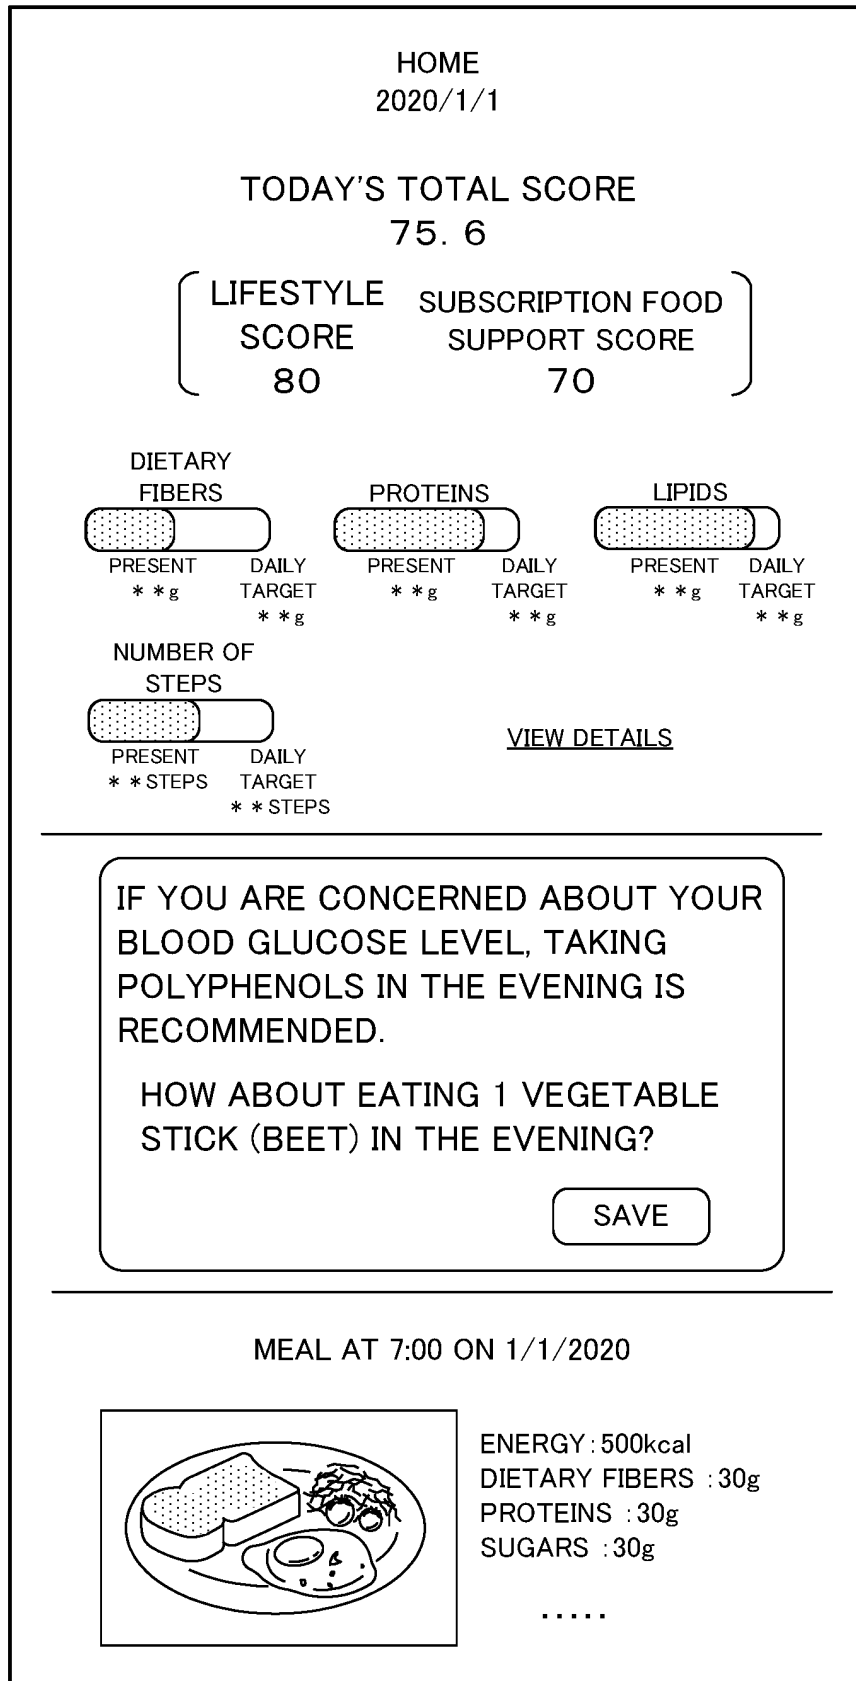 HOME
2020/1/1
TODAY'S TOTAL SCORE
75. 6
LIFESTYLE
SCORE
80
SUBSCRIPTION FOOD
SUPPORT SCORE
70
DIETARY
FIBERS
PRESENT
* * g
DAILY
TARGET
* * g
PROTEINS
PRESENT
* * g
DAILY
TARGET
* * g
LIPIDS
PRESENT
* * g
DAILY
TARGET
* * g
NUMBER OF
STEPS
PRESENT
* * STEPS
DAILY
TARGET
* * STEPS
VIEW DETAILS
IF YOU ARE CONCERNED ABOUT YOUR
BLOOD GLUCOSE LEVEL, TAKING
POLYPHENOLS IN THE EVENING IS
RECOMMENDED.
HOW ABOUT EATING 1 VEGETABLE
STICK (BEET) IN THE EVENING?
SAVE
MEAL AT 7:00 ON 1/1/2020
ENERGY : 500kcal
DIETARY FIBERS : 30g
PROTEINS : 30g
SUGARS : 30g
.....